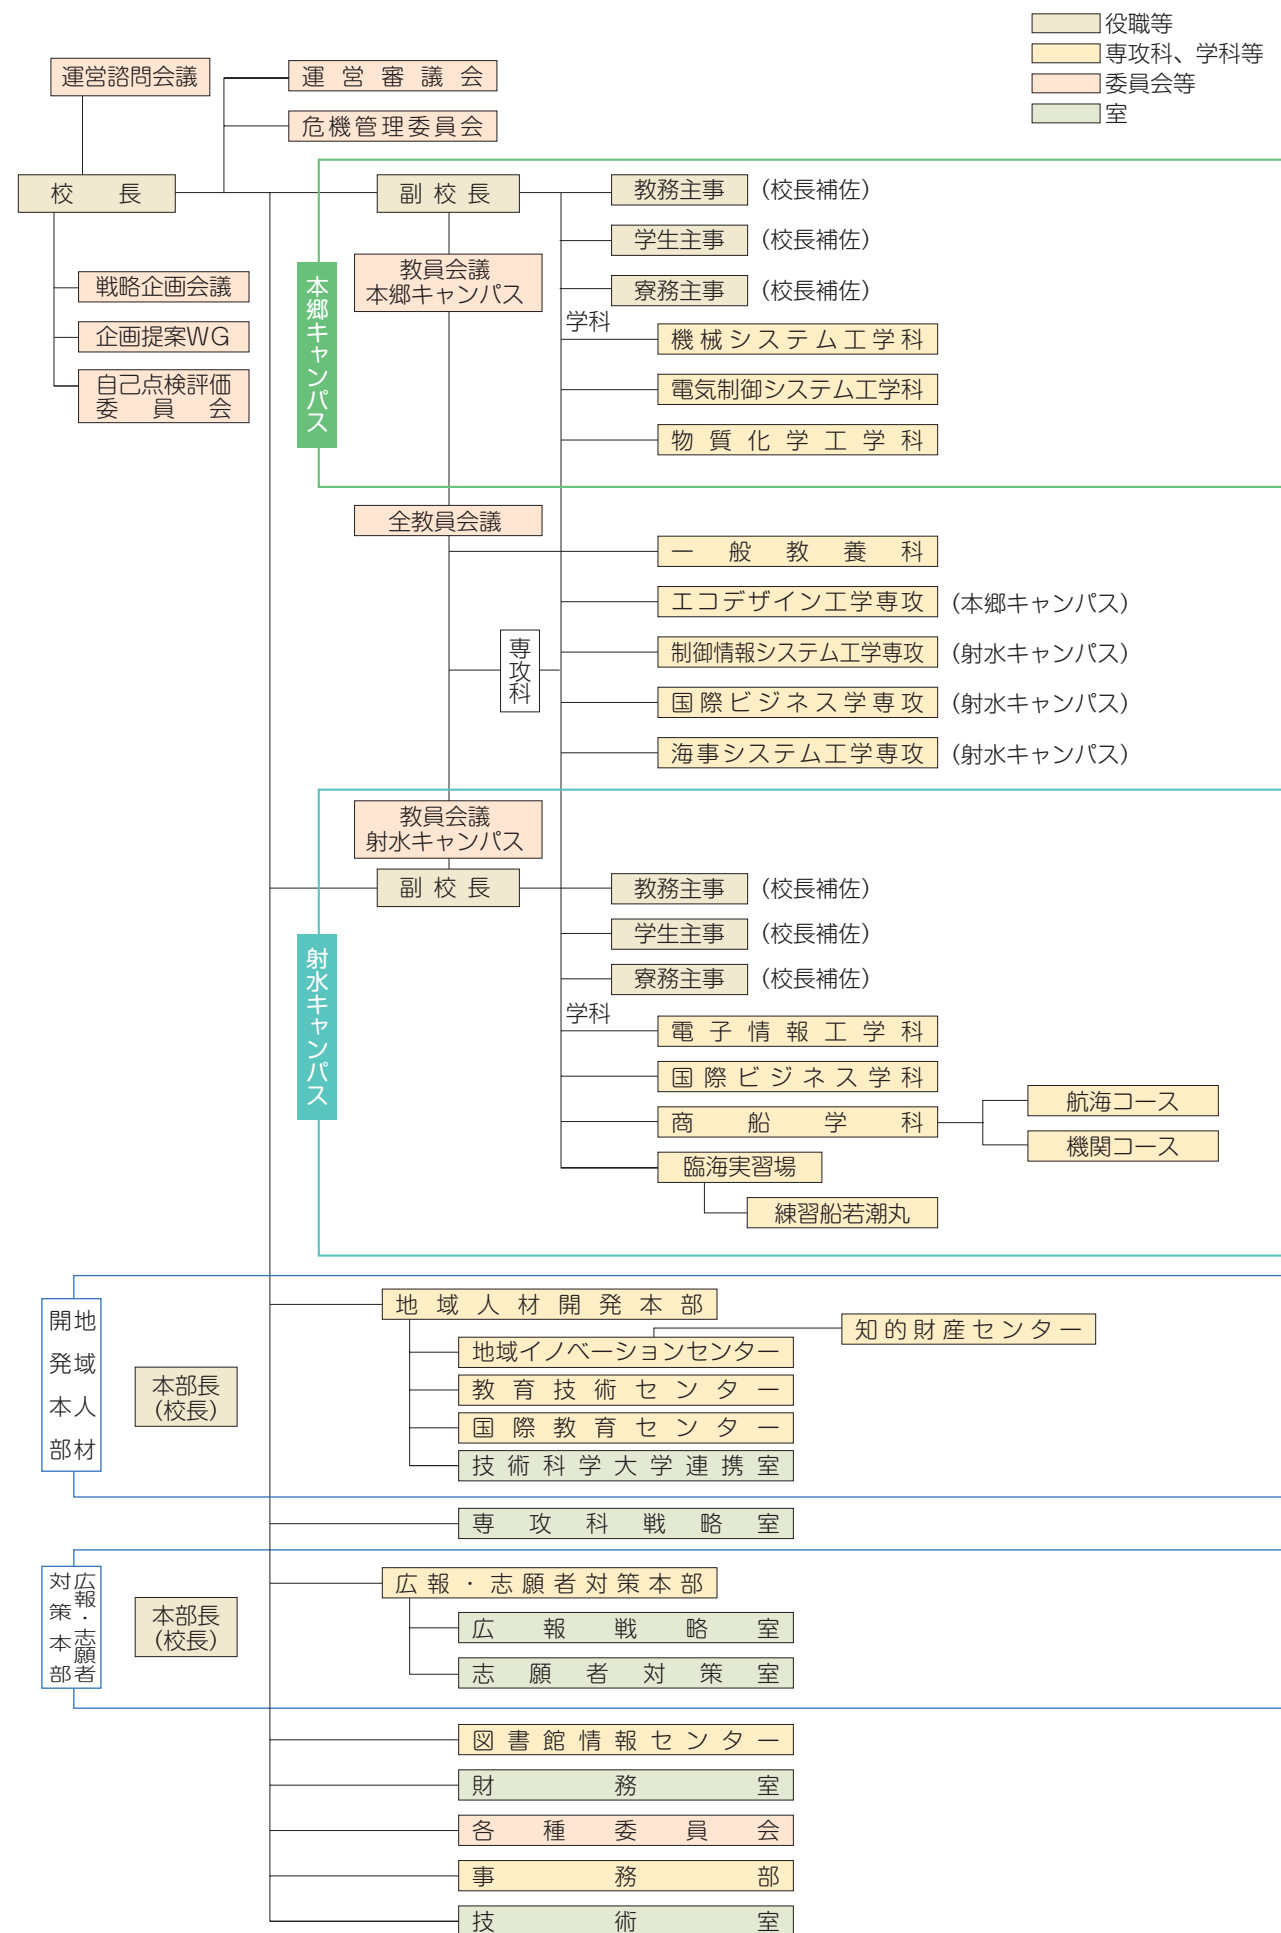 役職等
専攻科、学科等
委員会等
室
運営諮問会議
運営審議会
危機管理委員会
校長
副校長
教務主事 (校長補佐)
学生主事 (校長補佐)
寮務主事 (校長補佐)
戦略企画会議
企画提案WG
自己点検評価
委員会
本郷キャンパス
教員会議
本郷キャンパス
学科
機械システム工学科
電気制御システム工学科
物質化学工学科
全教員会議
一般教養科
専攻科
エコデザイン工学専攻 (本郷キャンパス)
制御情報システム工学専攻 (射水キャンパス)
国際ビジネス学専攻 (射水キャンパス)
海事システム工学専攻 (射水キャンパス)
教員会議
射水キャンパス
副校長
教務主事 (校長補佐)
学生主事 (校長補佐)
寮務主事 (校長補佐)
射水キャンパス
学科
電子情報工学科
国際ビジネス学科
商船学科
航海コース
機関コース
臨海実習場
練習船若潮丸
地域人材
開発本部
本部長
(校長)
地域人材開発本部
知的財産センター
地域イノベーションセンター
教育技術センター
国際教育センター
技術科学大学連携室
専攻科戦略室
広報・志願者
対策本部
本部長
(校長)
広報・志願者対策本部
広報戦略室
志願者対策室
図書館情報センター
財務室
各種委員会
事務部
技術室